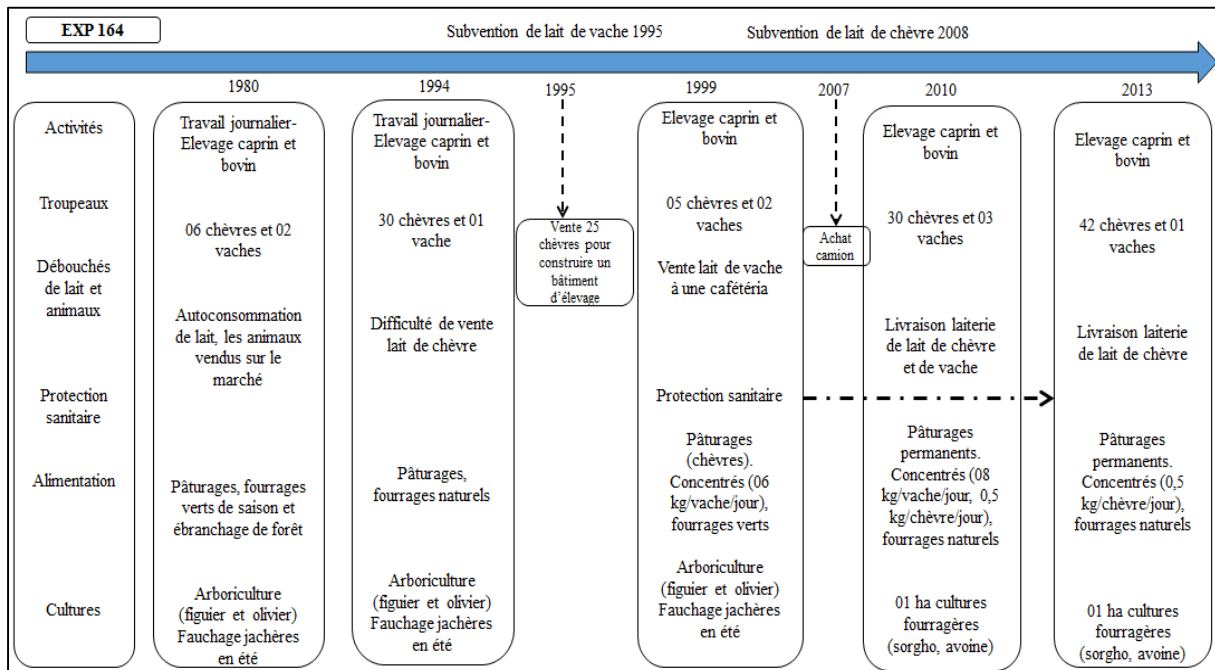 EXP 164
Subvention de lait de vache 1995
Subvention de lait de chèvre 2008
1980
1994
1995
1999
2007
2010
2013
Activités
Troupeaux
Débouchés
de lait et
animaux
Protection
sanitaire
Alimentation
Cultures
Travail journalier-
Elevage caprin et
bovin
06 chèvres et 02
vaches
Autoconsommation
de lait, les animaux
vendus sur le
marché
Pâturages, fourrages
verts de saison et
ébranchage de forêt
Arboriculture
(figuier et olivier)
Fauchage jachères
en été
Travail journalier-
Elevage caprin et
bovin
30 chèvres et 01
vache
Difficulté de vente
lait de chèvre
Pâturages,
fourrages naturels
Arboriculture
(figuier et olivier)
Fauchage jachères
en été
Vente 25
chèvres pour
construire un
bâtiment
d'élevage
Elevage caprin et
bovin
05 chèvres et 02
vaches
Vente lait de vache
à une cafétéria
Protection sanitaire
Pâturages
(chèvres).
Concentrés (06
kg/vache/jour),
fourrages verts
Arboriculture
(figuier et olivier)
Fauchage jachères
en été
Achat
camion
Elevage caprin et
bovin
30 chèvres et 03
vaches
Livraison laiterie
de lait de chèvre
et de vache
Pâturages
permanents.
Concentrés (08
kg/vache/jour, 0,5
kg/chèvre/jour),
fourrages naturels
01 ha cultures
fourragères
(sorgho, avoine)
Elevage caprin et
bovin
42 chèvres et 01
vaches
Livraison laiterie
de lait de chèvre
Pâturages
permanents.
Concentrés (0,5
kg/chèvre/jour),
fourrages naturels
01 ha cultures
fourragères
(sorgho, avoine)